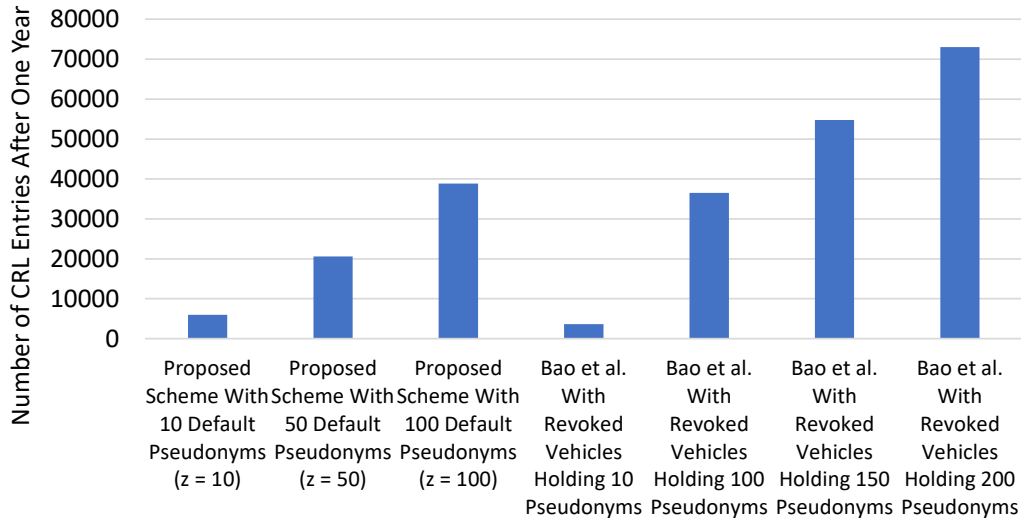 Number of CRL Entries After One Year
80000
70000
60000
50000
40000
30000
20000
10000
0
Proposed
Scheme With
10 Default
Pseudonyms
(z = 10)
Proposed
Scheme With
50 Default
Pseudonyms
(z = 50)
Proposed
Scheme With
100 Default
Pseudonyms
(z = 100)
Bao et al.
With
Revoked
Vehicles
Holding 10
Pseudonyms
Bao et al.
With
Revoked
Vehicles
Holding 100
Pseudonyms
Bao et al.
With
Revoked
Vehicles
Holding 150
Pseudonyms
Bao et al.
With
Revoked
Vehicles
Holding 200
Pseudonyms